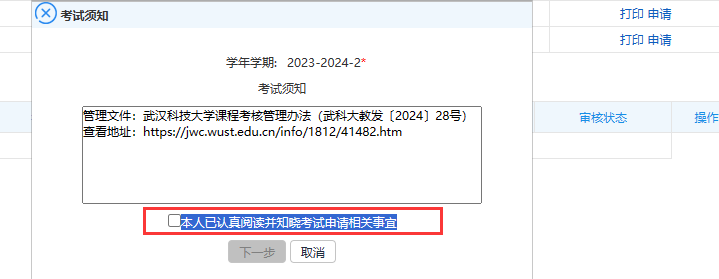 考试须知
打印 申请
学年学期: 2023-2024-2*
打印 申请
考试须知
管理文件：武汉科技大学课程考核管理办法（武科大教发〔2024〕28号）
审核状态 操作
查看地址：https://jwc.wust.edu.cn/info/1812/41482.htm
本人已认真阅读并知晓考试申请相关事宜
下一步 取消